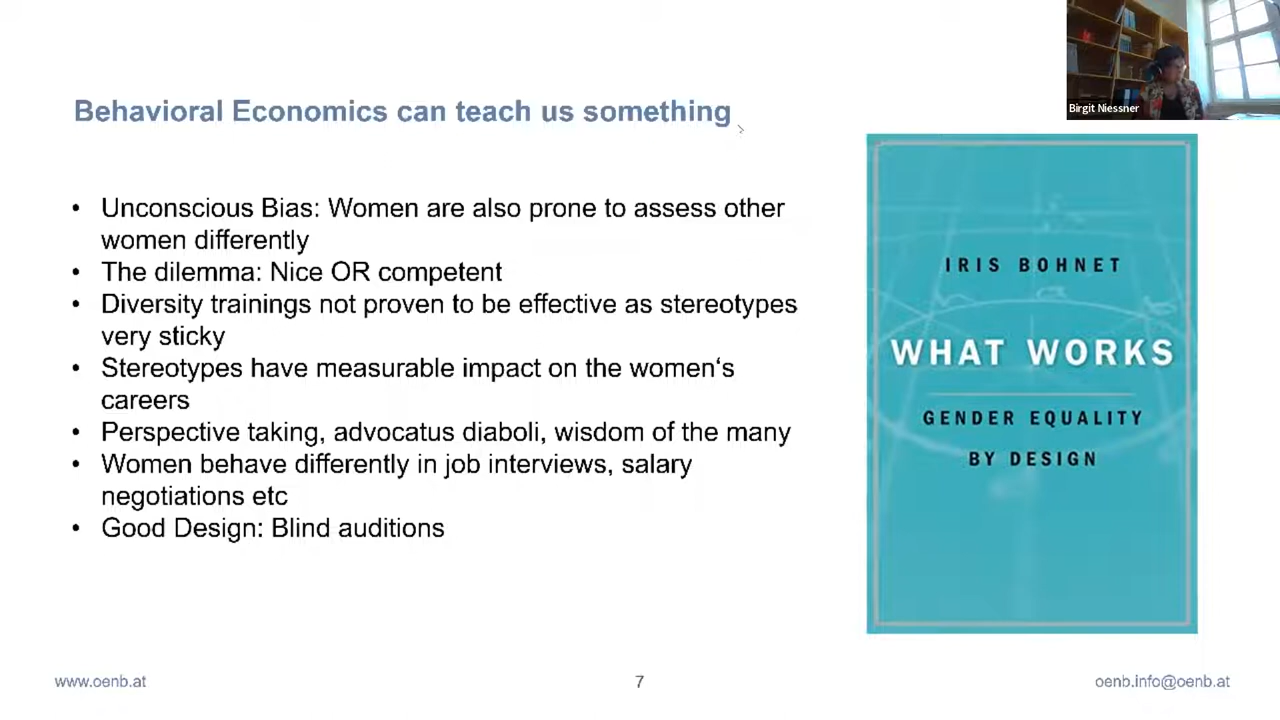 Birgit Niessner
Behavioral Economics can teach us something
• Unconscious Bias: Women are also prone to assess other
women differently
• The dilemma: Nice OR competent
• Diversity trainings not proven to be effective as stereotypes
very sticky
• Stereotypes have measurable impact on the women‘s
careers
• Perspective taking, advocatus diaboli, wisdom of the many
• Women behave differently in job interviews, salary
negotiations etc
• Good Design: Blind auditions
IRIS BOHNET
WHAT WORKS
GENDER EQUALITY
BY DESIGN
www.oenb.at
7
oenb.info@oenb.at